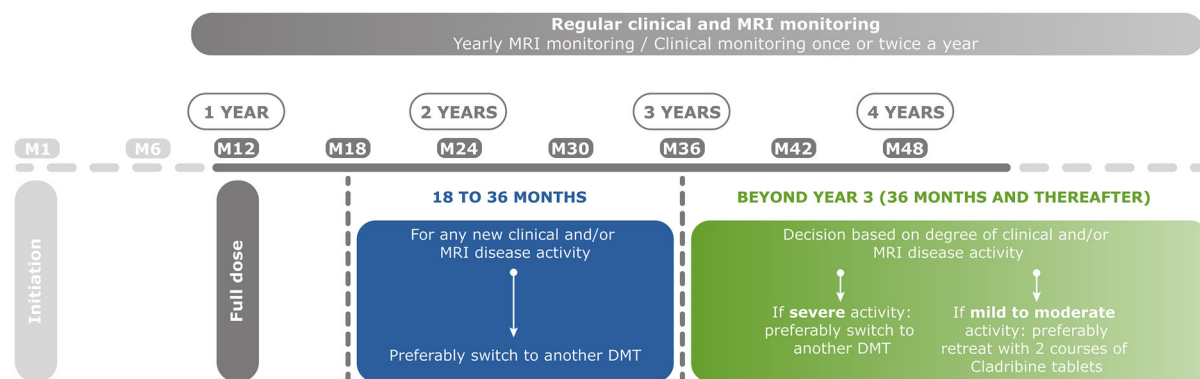 Regular clinical and MRI monitoring
Yearly MRI monitoring / Clinical monitoring once or twice a year
1 YEAR
2 YEARS
3 YEARS
4 YEARS
M1
M6
M12
M18
M24
M30
M36
M42
M48
Initiation
Full dose
18 TO 36 MONTHS
For any new clinical and/or
MRI disease activity
Preferably switch to another DMT
BEYOND YEAR 3 (36 MONTHS AND THEREAFTER)
Decision based on degree of clinical and/or
MRI disease activity
If severe activity:
preferably switch to
another DMT
If mild to moderate
activity: preferably
retreat with 2 courses of
Cladribine tablets